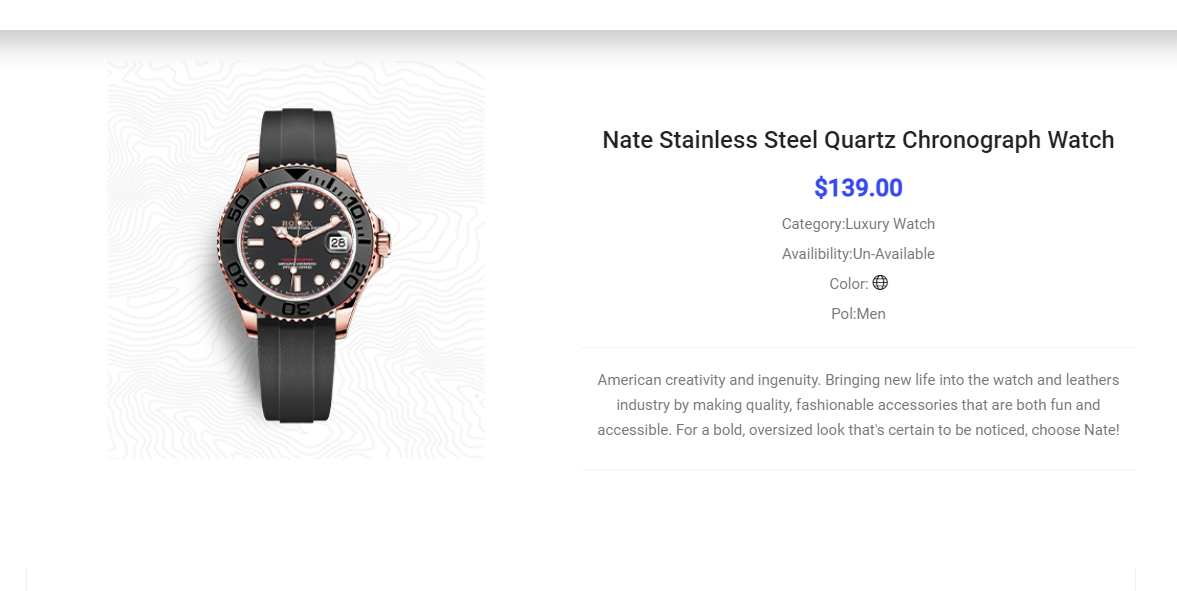 Nate Stainless Steel Quartz Chronograph Watch
$139.00
Category:Luxury Watch
Availibility:Un-Available
Color:
Pol:Men
American creativity and ingenuity. Bringing new life into the watch and leathers
industry by making quality, fashionable accessories that are both fun and
accessible. For a bold, oversized look that's certain to be noticed, choose Nate!
ROLEX
10
20
30
40
50
28